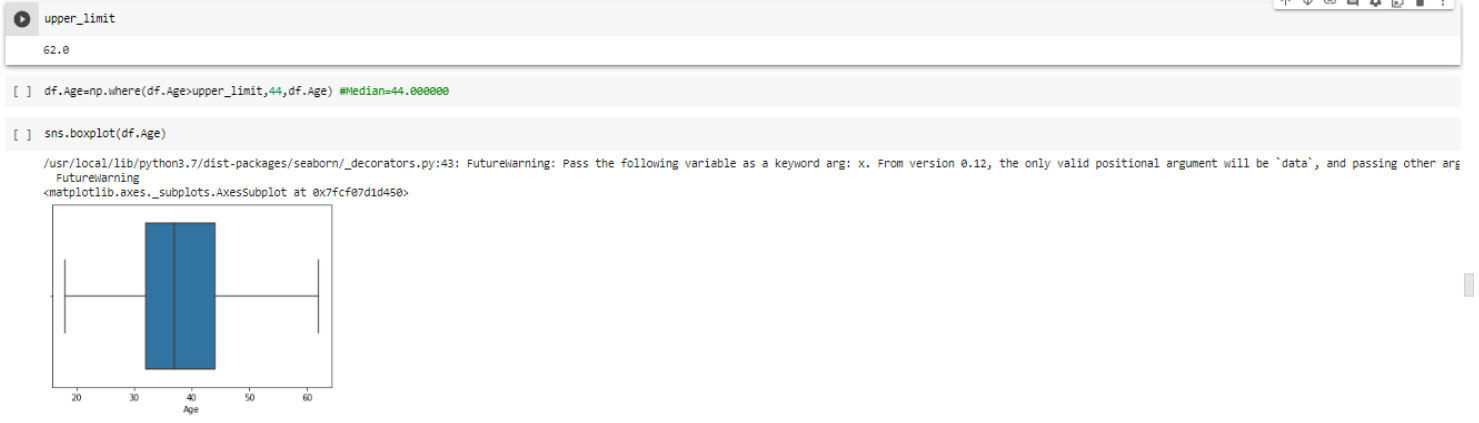 upper_limit
62.0
[ ] df.Age=np.where(df.Age>upper_limit,44,df.Age) #Median=44.000000
[ ] sns.boxplot(df.Age)
/usr/local/lib/python3.7/dist-packages/seaborn/_decorators.py:43: FutureWarning: Pass the following variable as a keyword arg: x. From version 0.12, the only valid positional argument will be `data`, and passing other arg
FutureWarning
<matplotlib.axes._subplots.AxesSubplot at 0x7fcf07d1d450>
20 30 40 50 60
Age